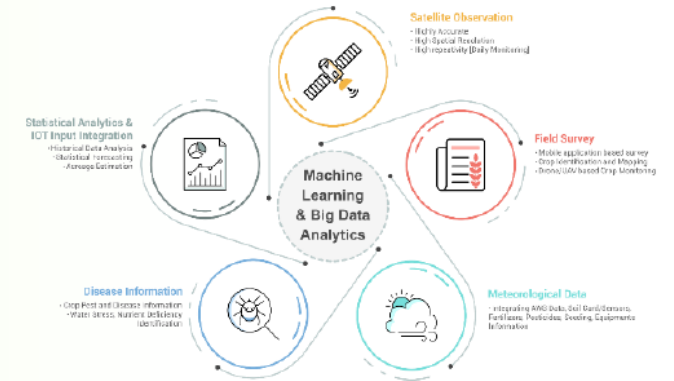 Satellite Observation
- Highly Accurate
- High Spatial Resolution
- High repeativity [Daily Monitoring]
Statistical Analytics &
IOT Input Integration
- Historical Data Analysis
- Statistical Forecasting
- Acreage Estimation
Field Survey
- Mobile application based survey
- Crop Identification and Mapping
- Drone/UAV based Crop Monitoring
Machine
Learning
& Big Data
Analytics
Disease Information
- Crop Pest and Disease Information
- Water Stress, Nutrient Deficiency
Identification
Meteorological Data
- Integrating AWS Data, Soil Card/Sensors,
Fertilizers, Pesticides, Seeding, Equipments
Information